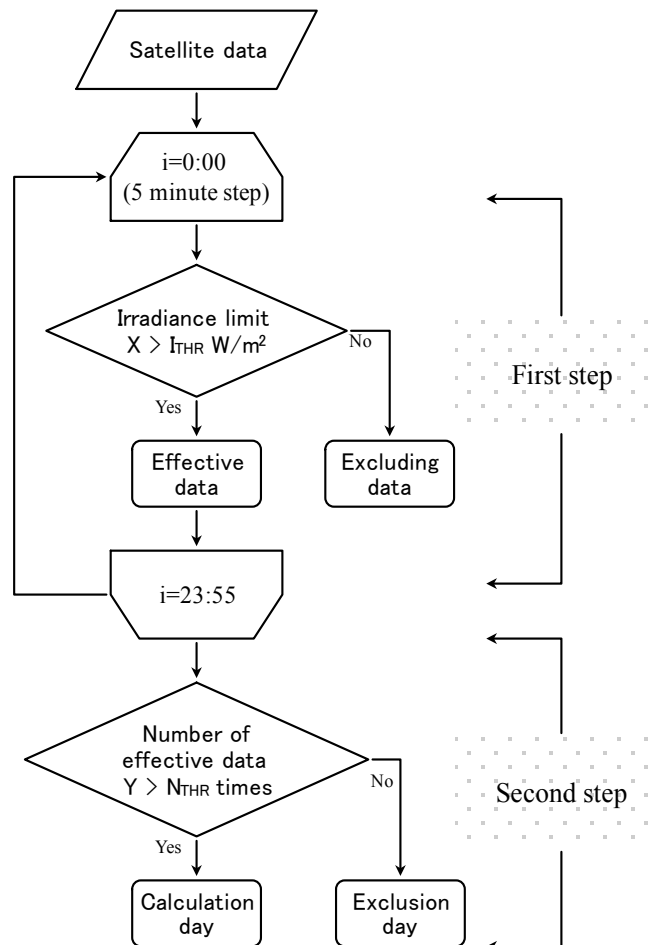 Satellite data
i=0:00
(5 minute step)
Irradiance limit
X > ITHR W/m²
No
Yes
First step
Effective
data
Excluding
data
i=23:55
Number of
effective data
Y > NTHR times
No
Yes
Second step
Calculation
day
Exclusion
day